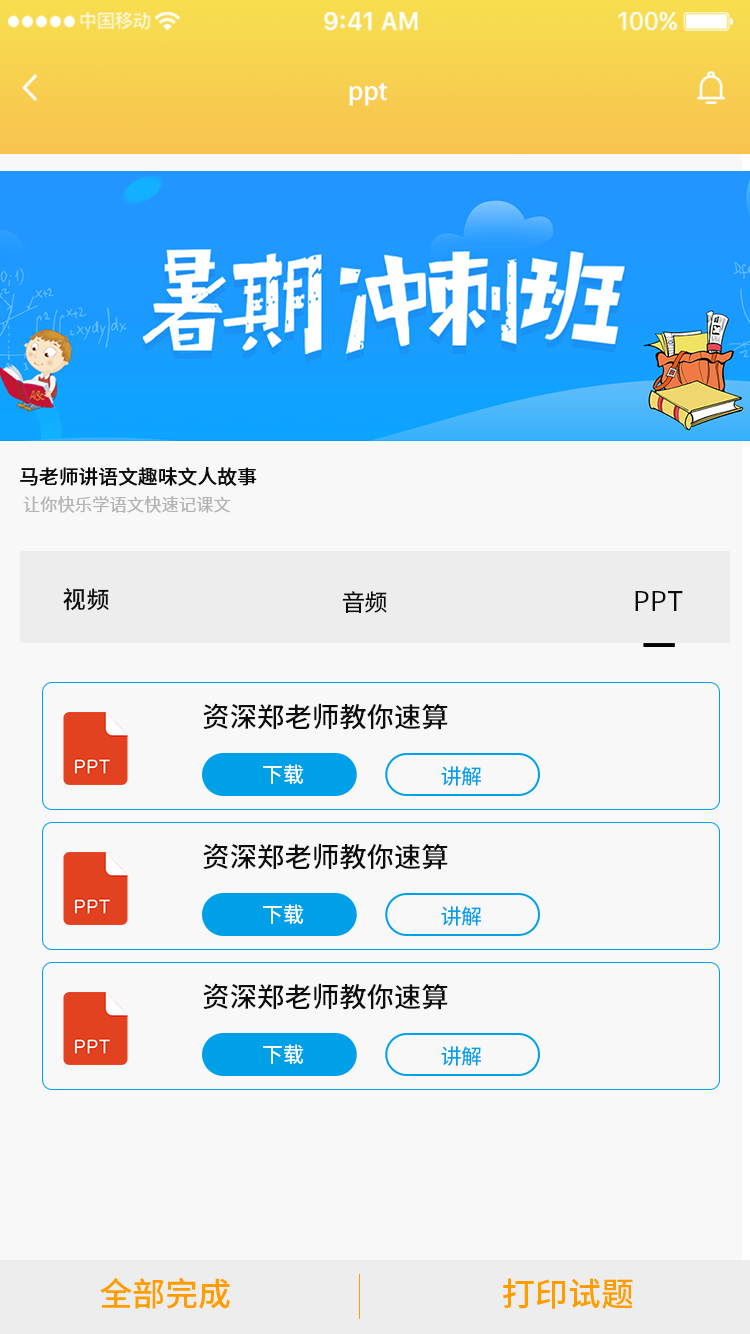 中国移动 9:41 AM 100%
ppt
暑期冲刺班
ABC
马老师讲语文趣味文人故事
让你快乐学语文快速记课文
视频 音频 PPT
资深郑老师教你速算
PPT
下载 讲解
资深郑老师教你速算
PPT
下载 讲解
资深郑老师教你速算
PPT
下载 讲解
全部完成 打印试题